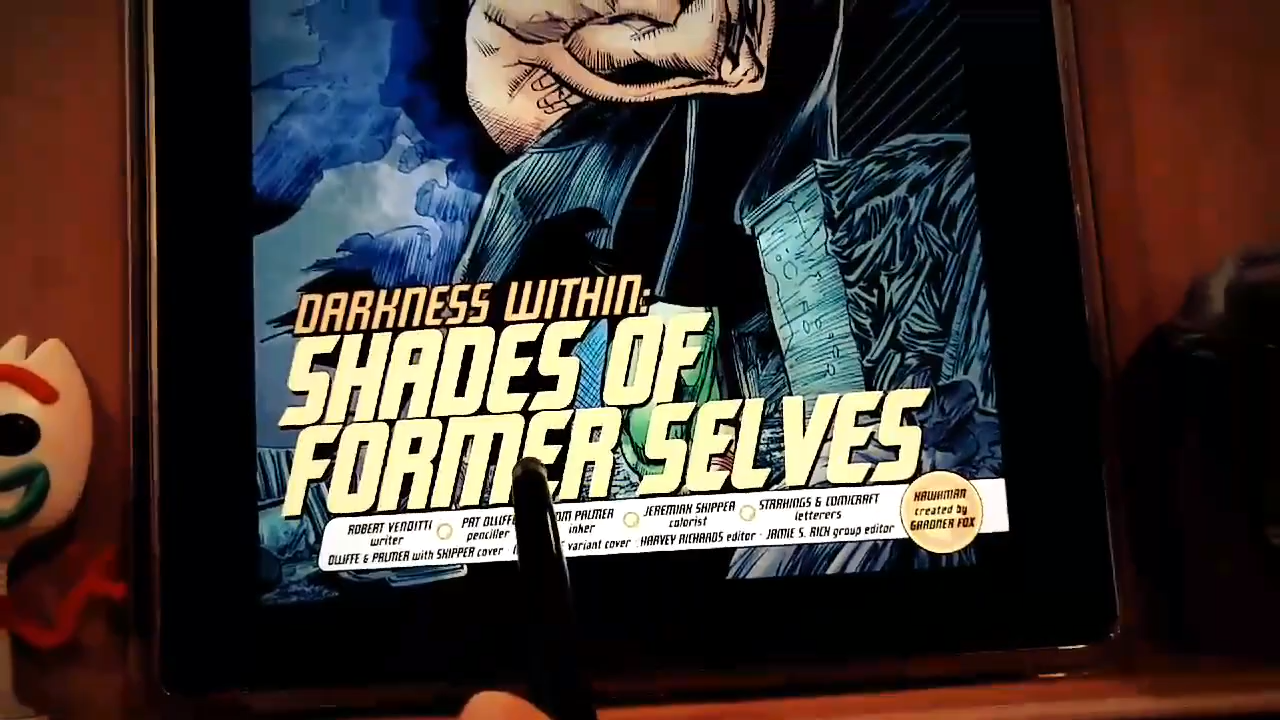 DARKNESS WITHIN:
SHADES OF
FORMER SELVES
ROBERT VENDITTI
writer
PAT OLLIFFE
penciller
TOM PALMER
inker
JEREMIAH SKIPPER
colorist
STARKINGS & COMICRAFT
letterers
OLLIFFE & PALMER with SKIPPER cover
variant cover · HARVEY RICHARDS editor · JAMIE S. RICH group editor
HAWKMAN
created by
GARDNER FOX